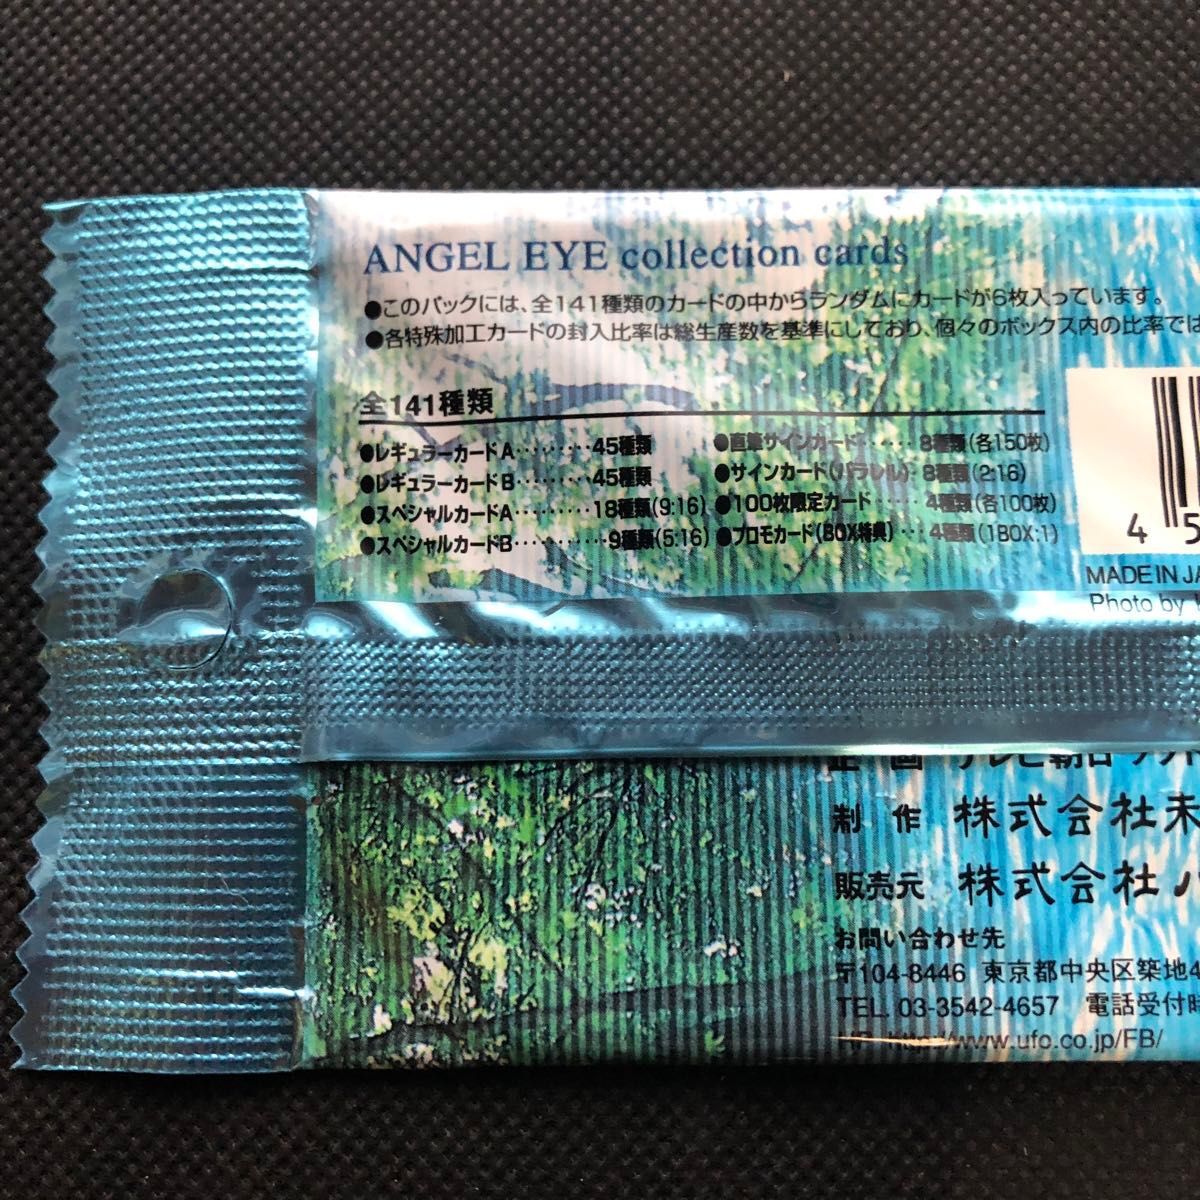 ANGEL EYE collection cards
●このパックには、全141種類のカードの中からランダムにカードが6枚入っています。
●各特殊加工カードの封入比率は総生産数を基準にしており、個々のボックス内の比率では
全141種類
●レギュラーカードA‥‥‥‥‥45種類
●レギュラーカードB‥‥‥‥‥45種類
●スペシャルカードA‥‥‥‥‥18種類(9:16)
●スペシャルカードB‥‥‥‥‥9種類(5:16)
●直筆サインカード‥‥‥8種類(各150枚)
●サインカード(パラレル)‥8種類(2:16)
●100枚限定カード‥‥‥4種類(各100枚)
●プロモカード(BOX特典)‥‥4種類(1BOX:1)
4 5
MADE IN JA
Photo by
企 画 テレビ朝日
制 作 株式会社
販売元 株式会社
お問い合わせ先
〒104-8446 東京都中央区築地4
TEL. 03-3542-4657 電話受付時
HP http://www.ufo.co.jp/FB/